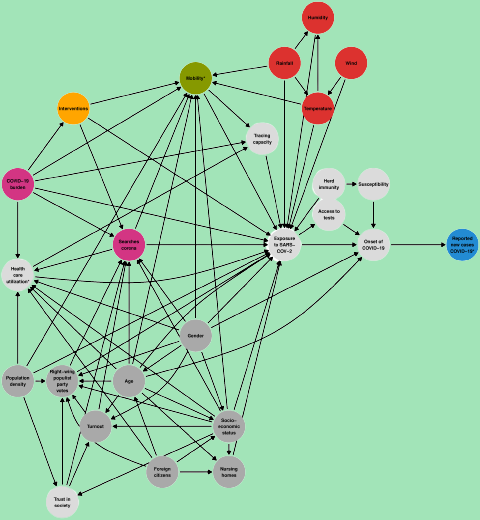 Humidity
Rainfall
Wind
Mobility*
Interventions
Temperature
Tracing
capacity
COVID−19
burden
Herd
immunity
Susceptibility
Access to
tests
Searches
corona
Exposure
to SARS−
COV−2
Onset of
COVID−19
Reported
new cases
COVID−19*
Health
care
utilization*
Gender
Population
density
Right−wing
populist
party
votes
Age
Turnout
Socio−
economic
status
Foreign
citizens
Nursing
homes
Trust in
society